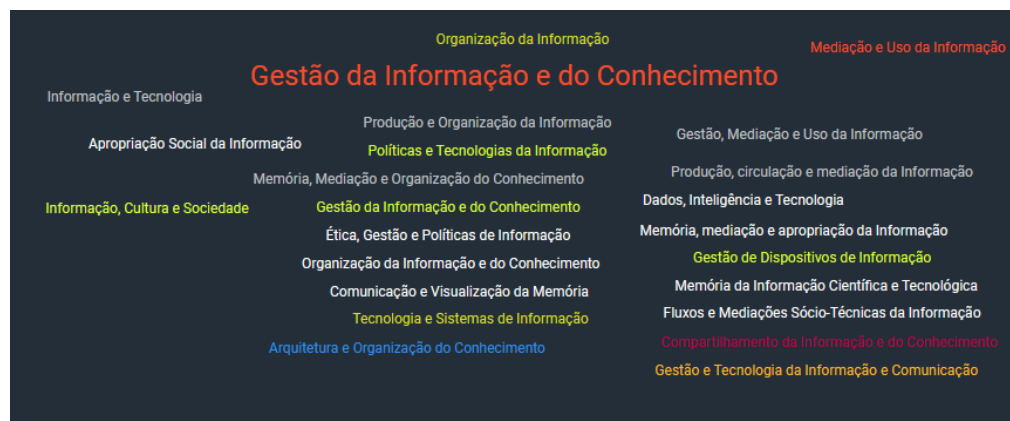 Organização da Informação
Mediação e Uso da Informação
Gestão da Informação e do Conhecimento
Informação e Tecnologia
Produção e Organização da Informação
Gestão, Mediação e Uso da Informação
Apropriação Social da Informação
Políticas e Tecnologias da Informação
Produção, circulação e mediação da Informação
Memória, Mediação e Organização do Conhecimento
Dados, Inteligência e Tecnologia
Informação, Cultura e Sociedade
Gestão da Informação e do Conhecimento
Memória, mediação e apropriação da Informação
Ética, Gestão e Políticas de Informação
Gestão de Dispositivos de Informação
Organização da Informação e do Conhecimento
Memória da Informação Científica e Tecnológica
Comunicação e Visualização da Memória
Fluxos e Mediações Sócio-Técnicas da Informação
Tecnologia e Sistemas de Informação
Compartilhamento da Informação e do Conhecimento
Arquitetura e Organização do Conhecimento
Gestão e Tecnologia da Informação e Comunicação